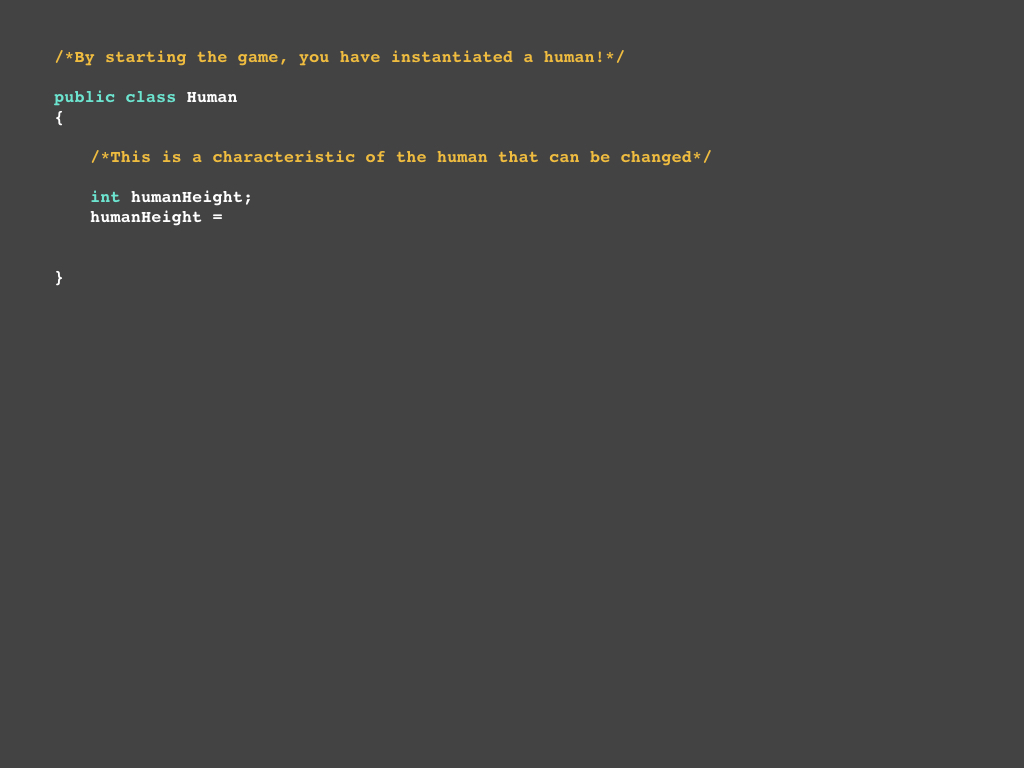 /*By starting the game, you have instantiated a human!*/
public class Human
{
/*This is a characteristic of the human that can be changed*/
int humanHeight;
humanHeight =
}